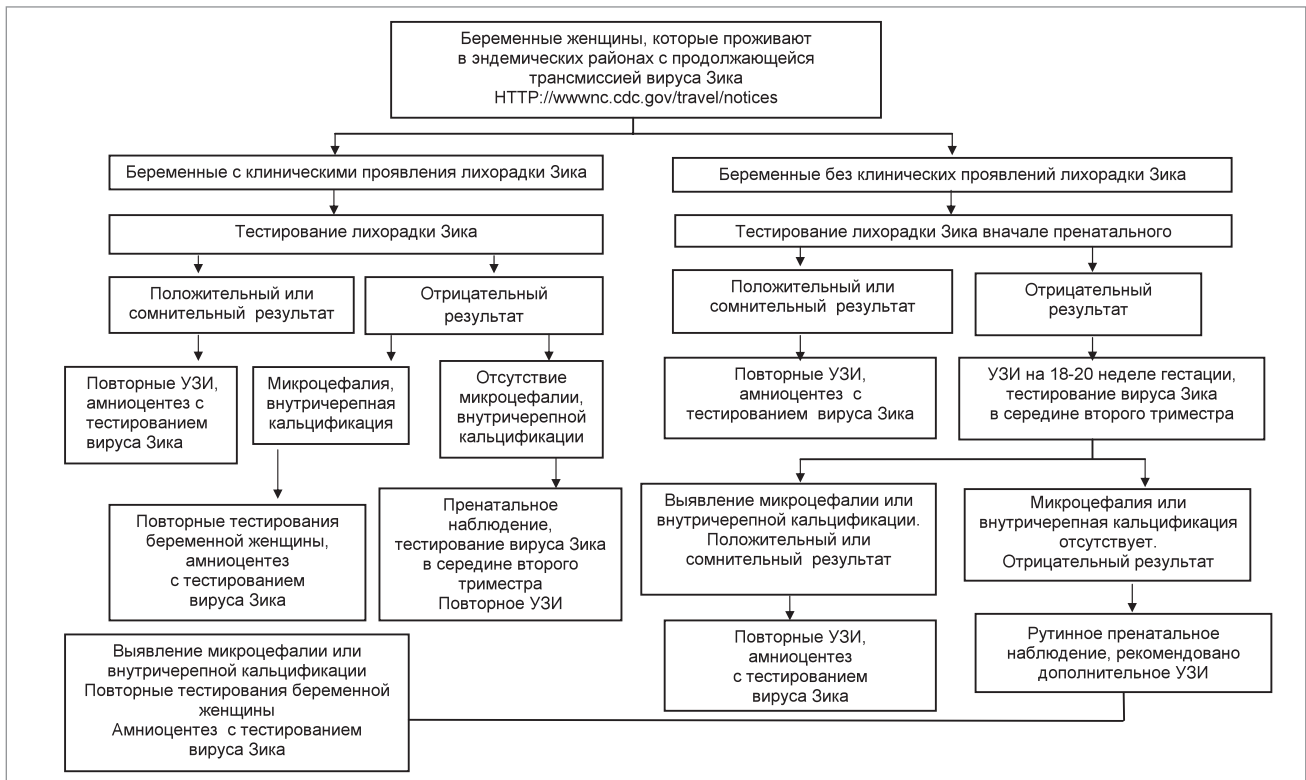 Беременные женщины, которые проживают
в эндемических районах с продолжающейся
трансмиссией вируса Зика
HTTP://wwwnc.cdc.gov/travel/notices
Беременные с клиническими проявления лихорадки Зика
Беременные без клинических проявлений лихорадки Зика
Тестирование лихорадки Зика
Тестирование лихорадки Зика вначале пренатального
Положительный или
сомнительный результат
Отрицательный
результат
Положительный или
сомнительный результат
Отрицательный
результат
Повторные УЗИ,
амниоцентез с
тестированием
вируса Зика
Микроцефалия,
внутричерепная
кальцификация
Отсутствие
микроцефалии,
внутричерепной
кальцификации
Повторные УЗИ,
амниоцентез с
тестированием вируса Зика
УЗИ на 18-20 неделе гестации,
тестирование вируса Зика
в середине второго триместра
Повторные тестирования
беременной женщины,
амниоцентез
с тестированием
вируса Зика
Пренатальное
наблюдение,
тестирование вируса Зика
в середине второго
триместра
Повторное УЗИ
Выявление микроцефалии или
внутричерепной кальцификации.
Положительный или
сомнительный результат
Микроцефалия или
внутричерепная кальцификация
отсутствует.
Отрицательный результат
Повторные УЗИ,
амниоцентез
с тестированием
вируса Зика
Рутинное пренатальное
наблюдение, рекомендовано
дополнительное УЗИ
Выявление микроцефалии или
внутричерепной кальцификации
Повторные тестирования беременной
женщины
Амниоцентез с тестированием
вируса Зика